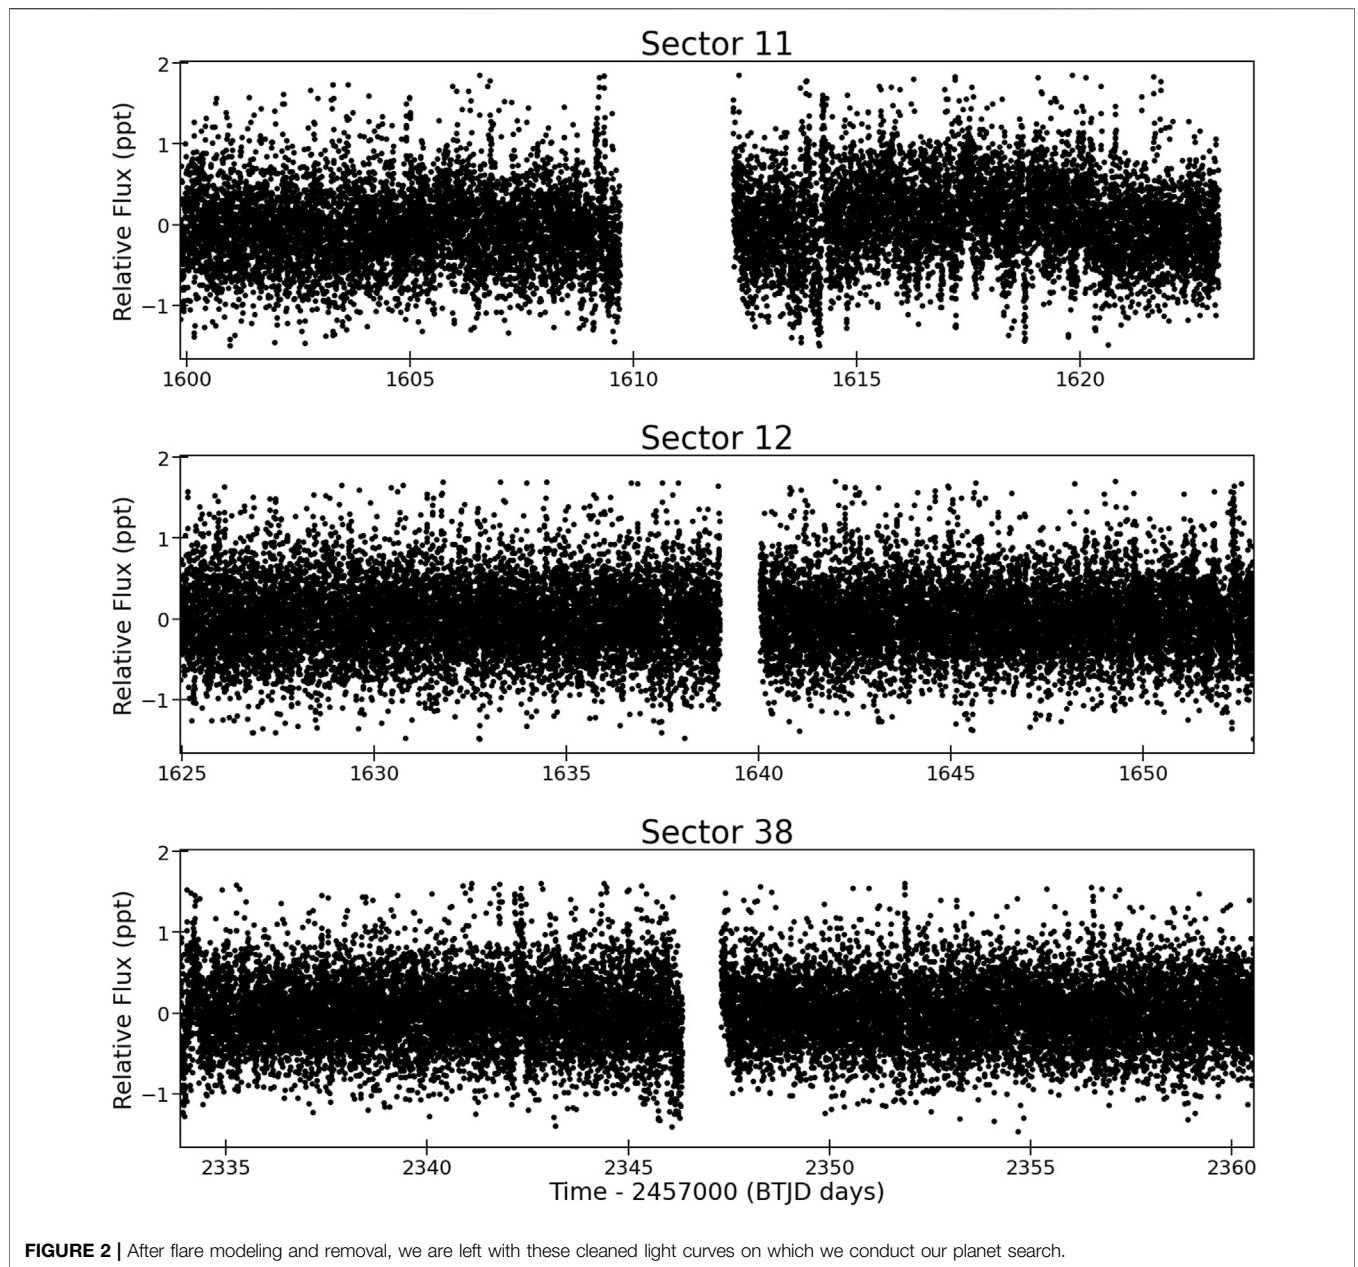 Sector 11
Relative Flux (ppt)
2
1
0
−1
1600 1605 1610 1615 1620
Sector 12
Relative Flux (ppt)
2
1
0
−1
1625 1630 1635 1640 1645 1650
Sector 38
Relative Flux (ppt)
2
1
0
−1
2335 2340 2345 2350 2355 2360
Time - 2457000 (BTJD days)
FIGURE 2 | After flare modeling and removal, we are left with these cleaned light curves on which we conduct our planet search.